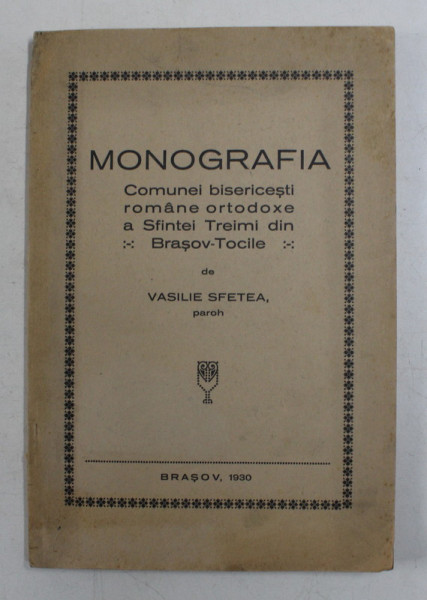 MONOGRAFIA
Comunei bisericești
române ortodoxe
a Sfintei Treimi din
:-: Brașov-Tocile :-:
de
VASILIE SFETEA,
paroh
BRAȘOV, 1930